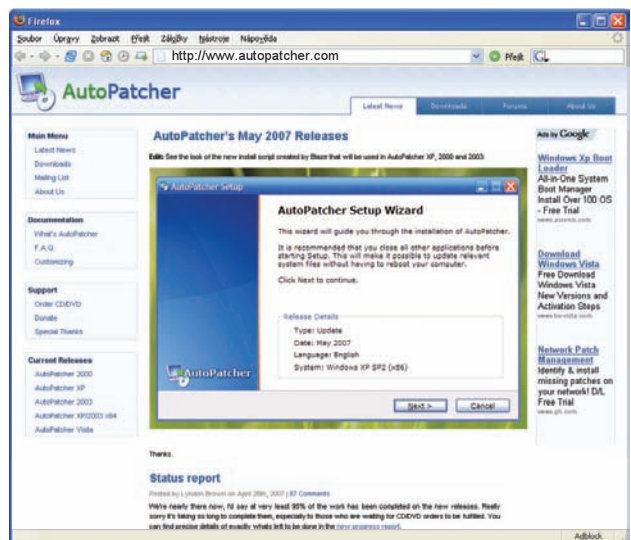 Firefox
Soubor Úpravy Zobrazit Přejít Záložky Nástroje Nápověda
http://www.autopatcher.com Přejít
AutoPatcher
Latest News Downloads Forums About Us
Main Menu
Latest News
Downloads
Mailing List
About Us
Documentation
What's AutoPatcher
F.A.Q.
Customizing
Support
Order CD/DVD
Donate
Special Thanks
Current Releases
AutoPatcher 2000
AutoPatcher XP
AutoPatcher 2003
AutoPatcher XP/2003 x64
AutoPatcher Vista
AutoPatcher's May 2007 Releases
Edit: See the look of the new install script created by Blaze that will be used in AutoPatcher XP, 2000 and 2003:
AutoPatcher Setup
AutoPatcher Setup Wizard
This wizard will guide you through the installation of AutoPatcher.
It is recommended that you close all other applications before
starting Setup. This will make it possible to update relevant
system files without having to reboot your computer.
Click Next to continue.
Release Details
Type: Update
Date: May 2007
Language: English
System: Windows XP SP2 (x86)
AutoPatcher
Next > Cancel
Thanks.
Status report
Posted by Lyndon Brown on April 28th, 2007 | 67 Comments
We're nearly there now, I'd say at very least 95% of the work has been completed on the new releases. Really
sorry it's taking so long to complete them, especially to those who are waiting for CD/DVD orders to be fulfilled. You
can find precise details of exactly whats left to be done in the new progress report.
Ads by Google
Windows Xp Boot
Loader
All-in-One System
Boot Manager
Install Over 100 OS
- Free Trial
www.acronis.com
Download
Windows Vista
Free Download
Windows Vista
New Versions and
Activation Steps
Network Patch
Management
Identify & install
missing patches on
your network! D/L
Free Trial
www.gfi.com
Adblock